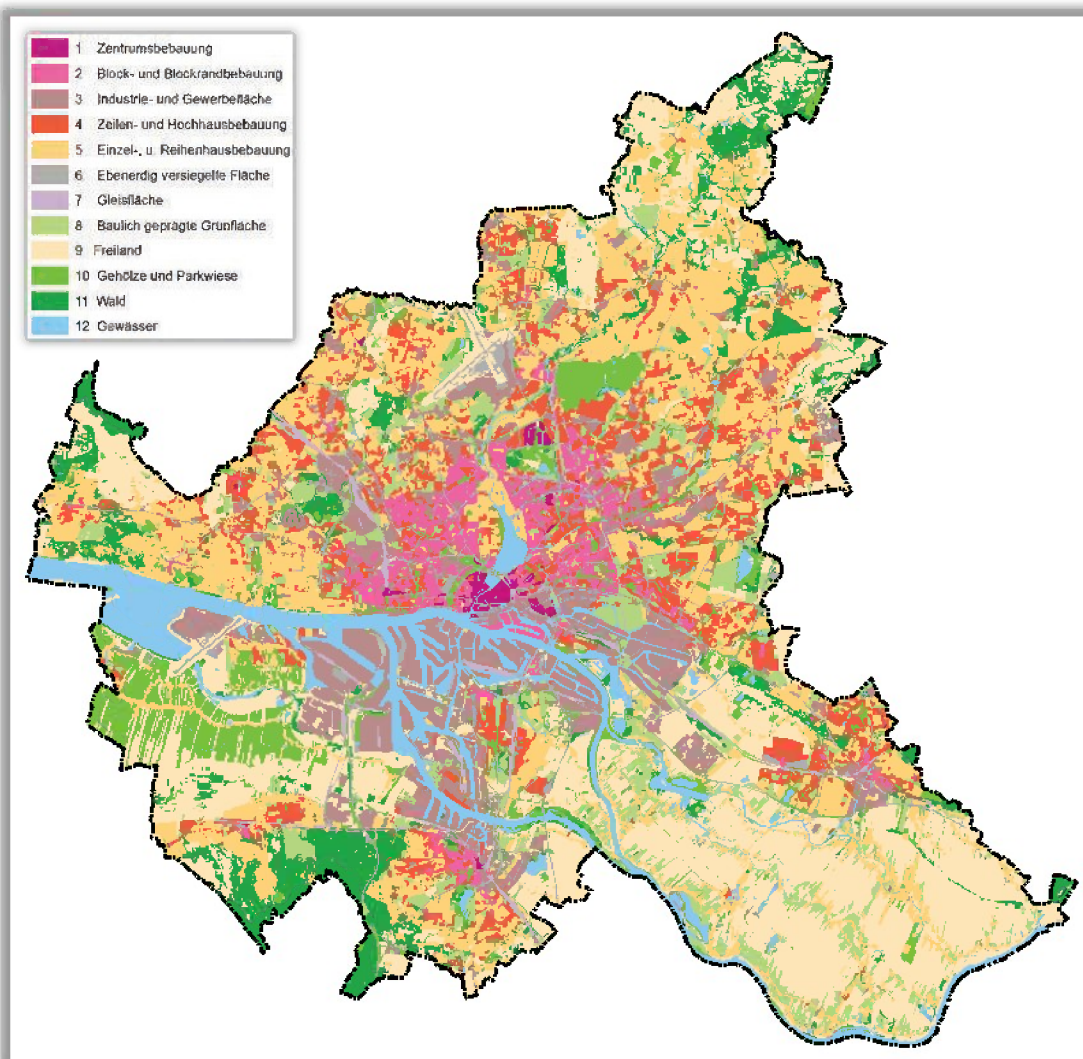 1 Zentrumsbebauung
2 Block- und Blockrandbebauung
3 Industrie- und Gewerbefläche
4 Zeilen- und Hochhausbebauung
5 Einzel-. u. Reihenhausbebauung
6 Ebenerdig versiegelte Fläche
7 Gleisfläche
8 Baulich geprägte Grünfläche
9 Freiland
10 Gehölze und Parkwiese
11 Wald
12 Gewässer